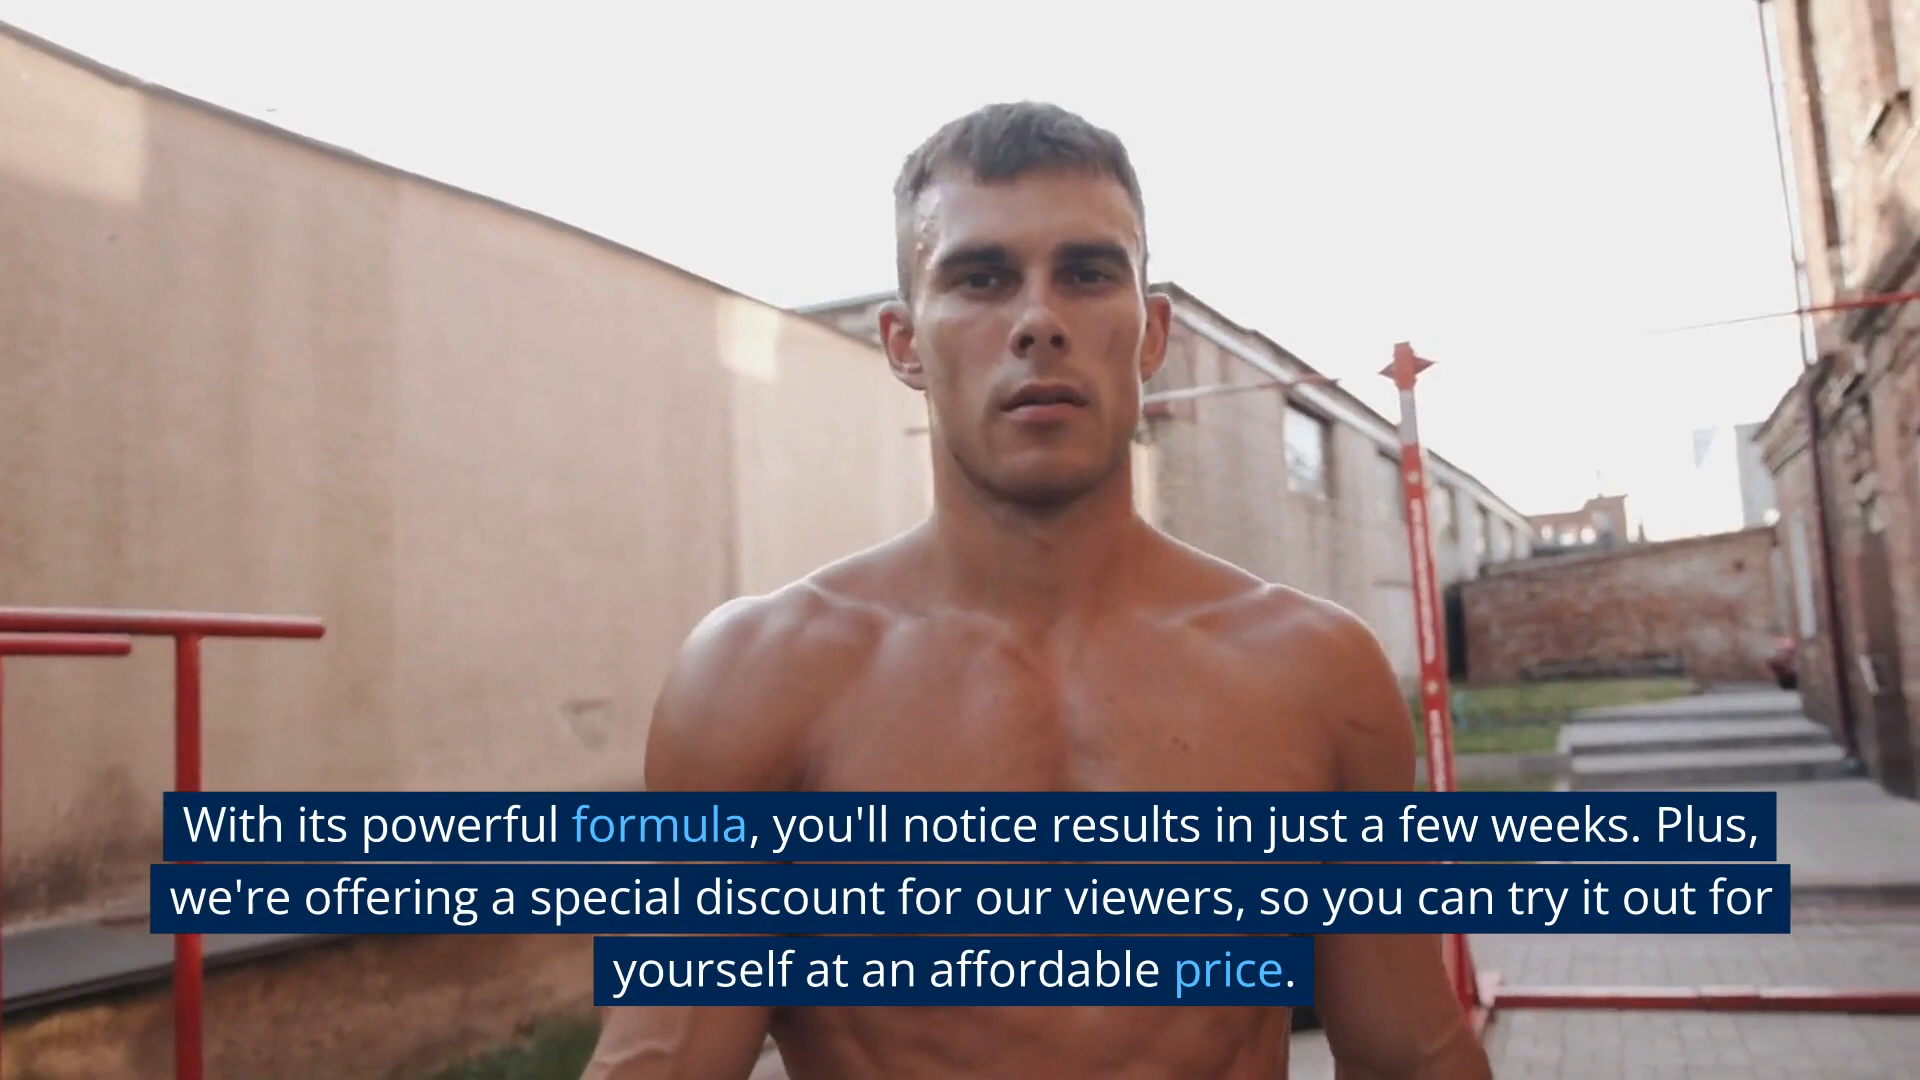 With its powerful formula, you'll notice results in just a few weeks. Plus,
we're offering a special discount for our viewers, so you can try it out for
yourself at an affordable price.